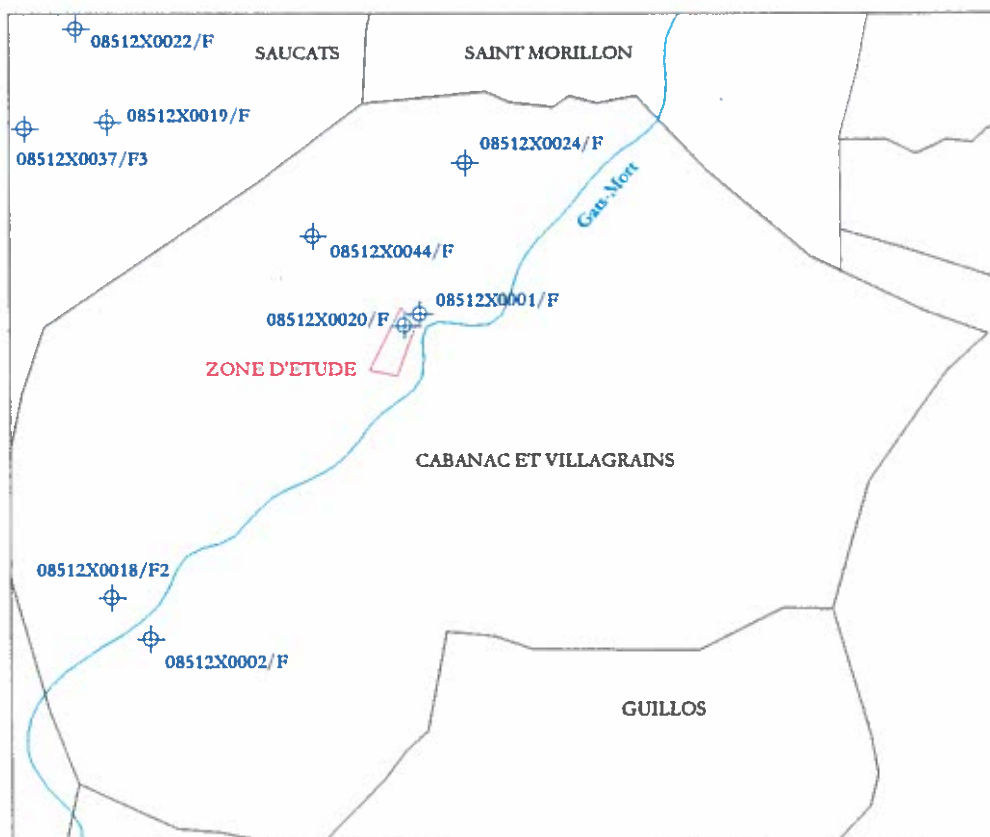 08512X0022/F
SAUCATS
SAINT MORILLON
08512X0019/F
08512X0037/F3
08512X0024/F
Gats-Mort
08512X0044/F
08512X0001/F
08512X0020/F
ZONE D'ETUDE
CABANAC ET VILLAGRAINS
08512X0018/F2
08512X0002/F
GUILLOS